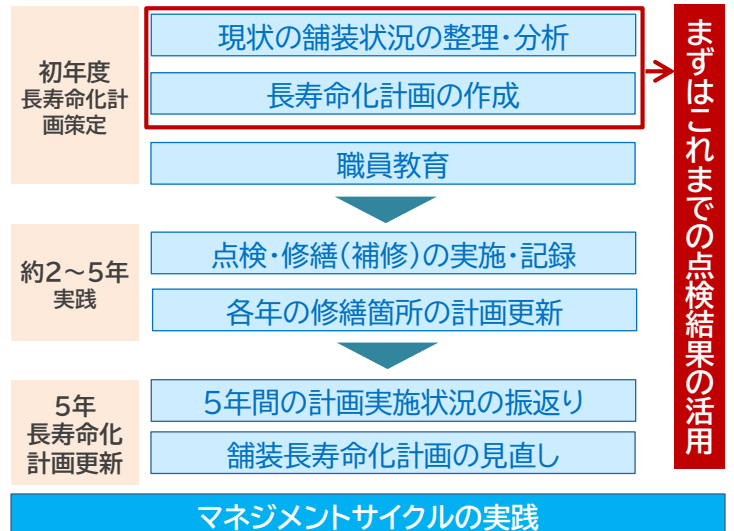 初年度
長寿命化計
画策定
現状の舗装状況の整理・分析
長寿命化計画の作成
職員教育
約2～5年
実践
点検・修繕(補修)の実施・記録
各年の修繕箇所の計画更新
5年
長寿命化
計画更新
5年間の計画実施状況の振返り
舗装長寿命化計画の見直し
まずはこれまでの点検結果の活用
マネジメントサイクルの実践